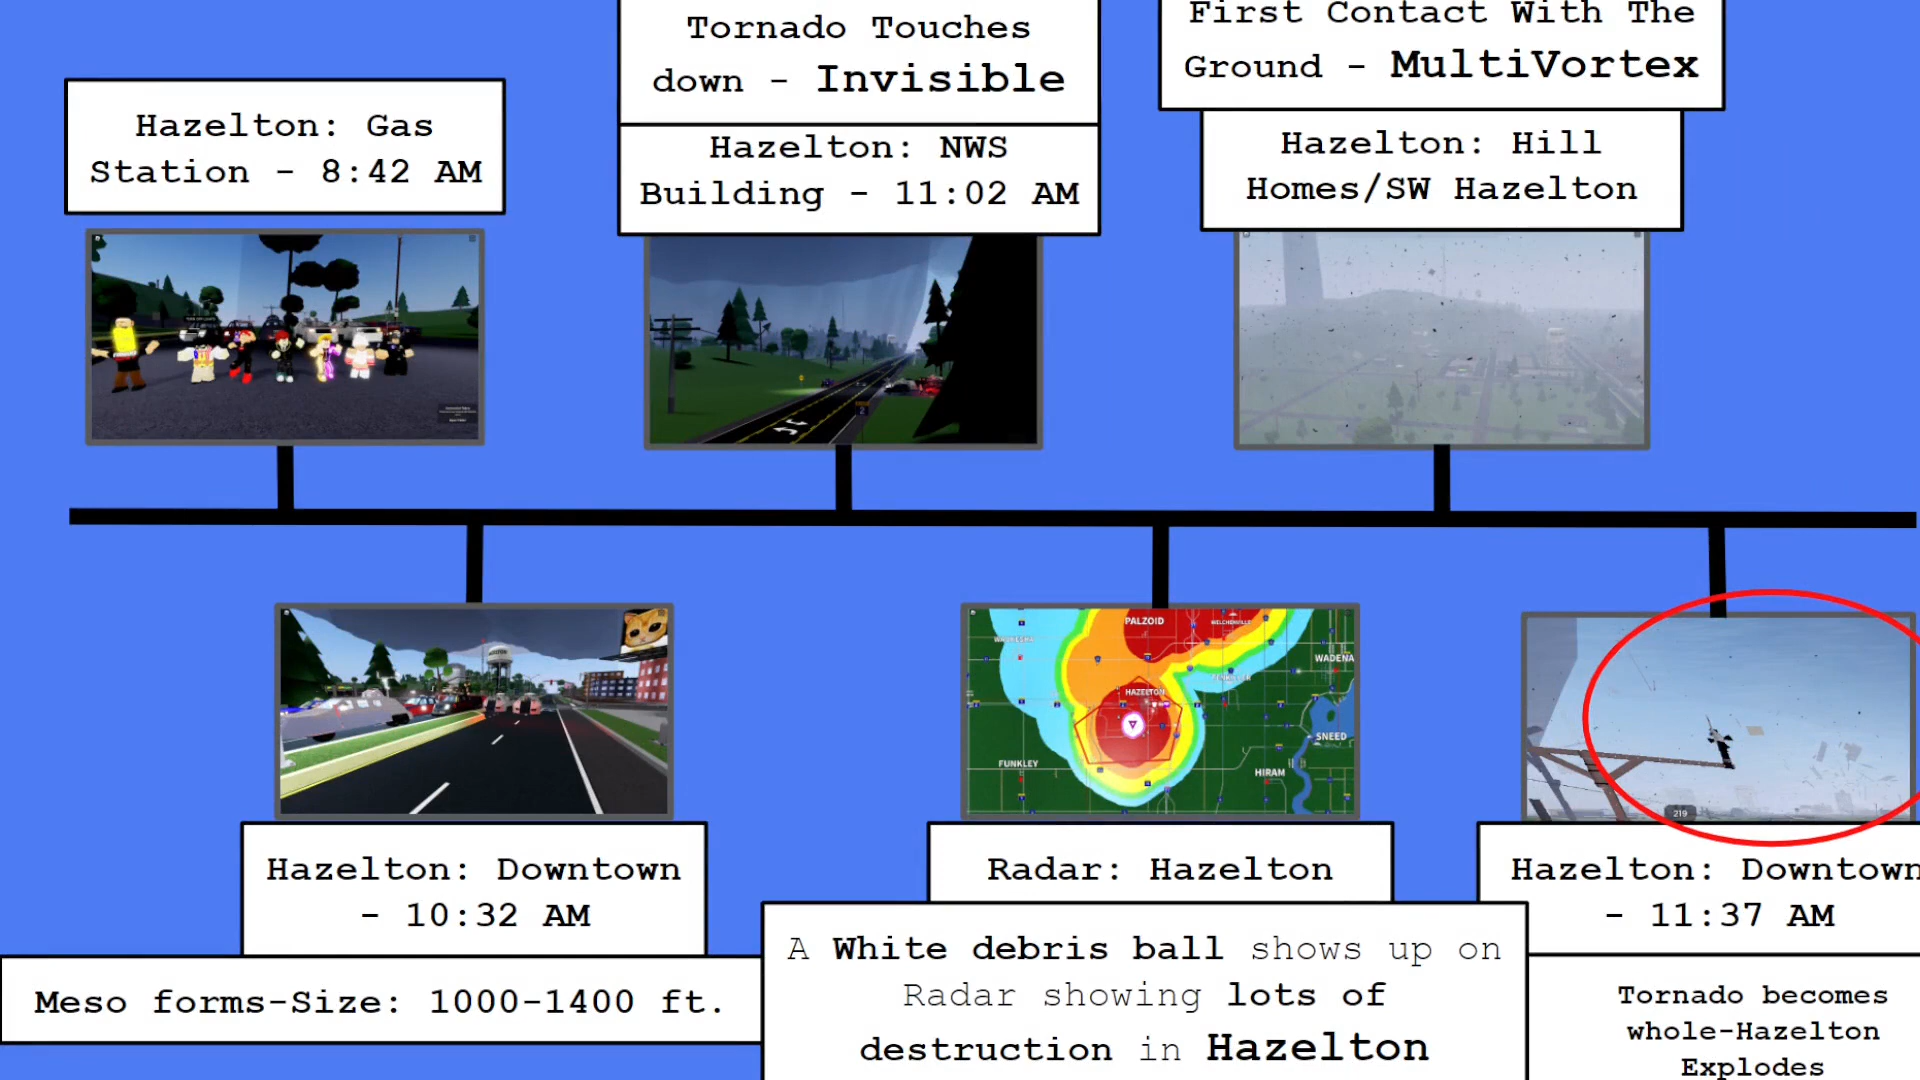 Tornado Touches
down - Invisible
First Contact With The
Ground - MultiVortex
Hazelton: Gas
Station - 8:42 AM
Hazelton: NWS
Building - 11:02 AM
Hazelton: Hill
Homes/SW Hazelton
PALZOID
WADENA
HAZELTON
SNEED
FUNKLEY
HIRAM
219
Hazelton: Downtown
- 10:32 AM
Meso forms-Size: 1000-1400 ft.
Radar: Hazelton
A White debris ball shows up on
Radar showing lots of
destruction in Hazelton
Hazelton: Downtown
- 11:37 AM
Tornado becomes
whole-Hazelton
Explodes